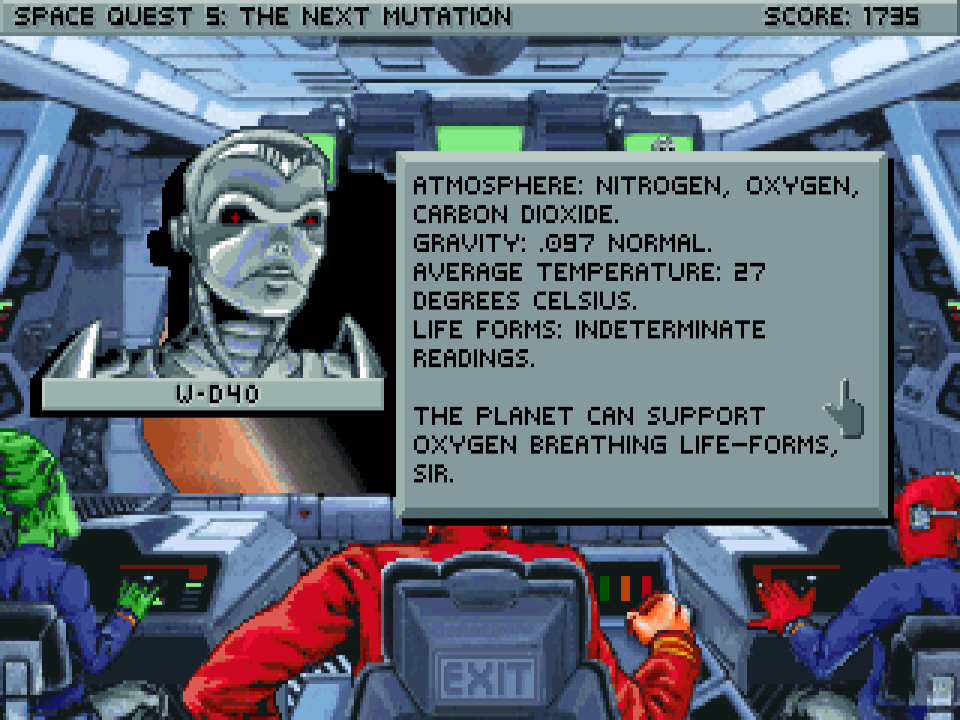 SPACE QUEST 5: THE NEXT MUTATION SCORE: 1735
ATMOSPHERE: NITROGEN, OXYGEN,
CARBON DIOXIDE.
GRAVITY: .097 NORMAL.
AVERAGE TEMPERATURE: 27
DEGREES CELSIUS.
LIFE FORMS: INDETERMINATE
READINGS.
THE PLANET CAN SUPPORT
OXYGEN BREATHING LIFE-FORMS,
SIR.
W-D40
EXIT